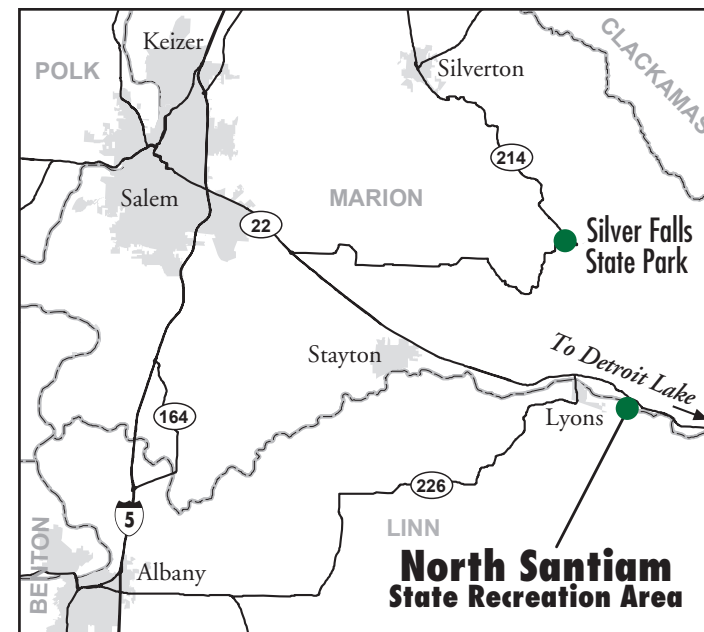 Keizer
POLK
Silverton
CLACKAMAS
214
Salem
MARION
22
Silver Falls
State Park
Stayton
To Detroit Lake
164
Lyons
226
5
LINN
BENTON
Albany
North Santiam
State Recreation Area